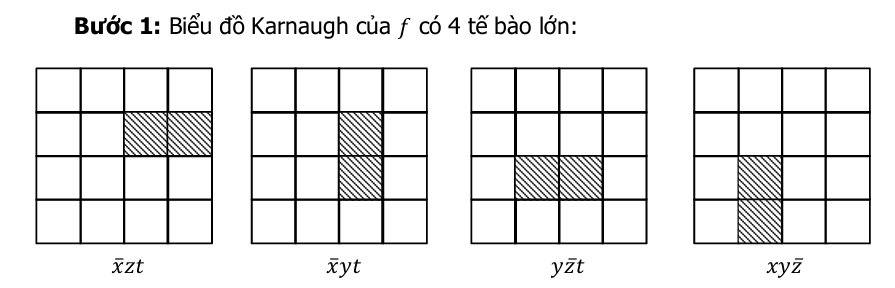 Bước 1: Biểu đồ Karnaugh của f có 4 tế bào lớn:
x̄zt x̄yt yz̄t xyz̄